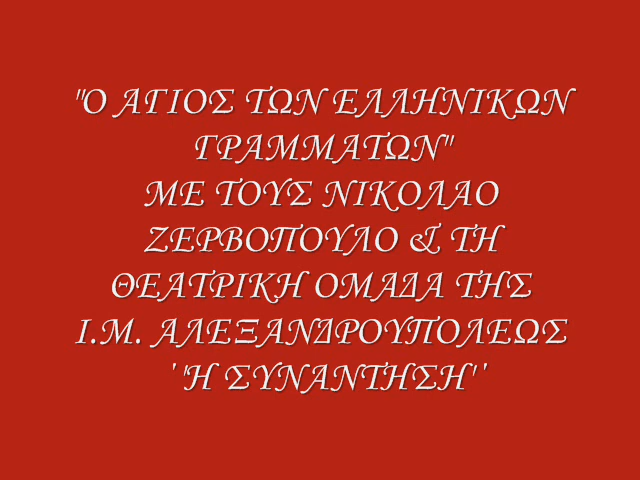 "Ο ΑΓΙΟΣ ΤΩΝ ΕΛΛΗΝΙΚΩΝ
ΓΡΑΜΜΑΤΩΝ"
ΜΕ ΤΟΥΣ ΝΙΚΟΛΑΟ
ΖΕΡΒΟΠΟΥΛΟ & ΤΗ
ΘΕΑΤΡΙΚΗ ΟΜΑΔΑ ΤΗΣ
Ι.Μ. ΑΛΕΞΑΝΔΡΟΥΠΟΛΕΩΣ
΄΄Η ΣΥΝΑΝΤΗΣΗ΄΄